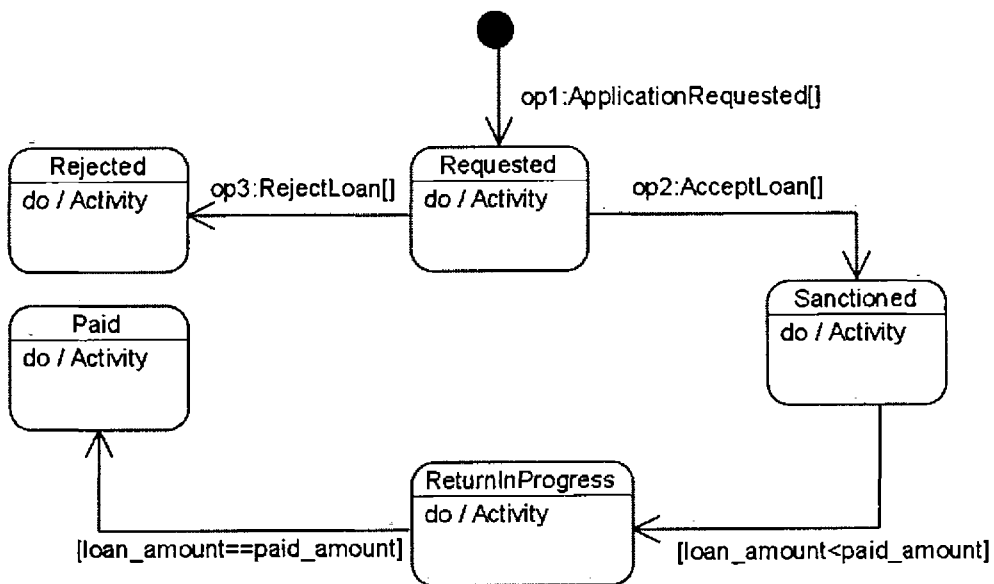 op1:ApplicationRequested[]
Rejected
do / Activity
op3:RejectLoan[]
Requested
do / Activity
op2:AcceptLoan[]
Sanctioned
do / Activity
Paid
do / Activity
ReturnInProgress
do / Activity
[loan_amount==paid_amount]
[loan_amount<paid_amount]